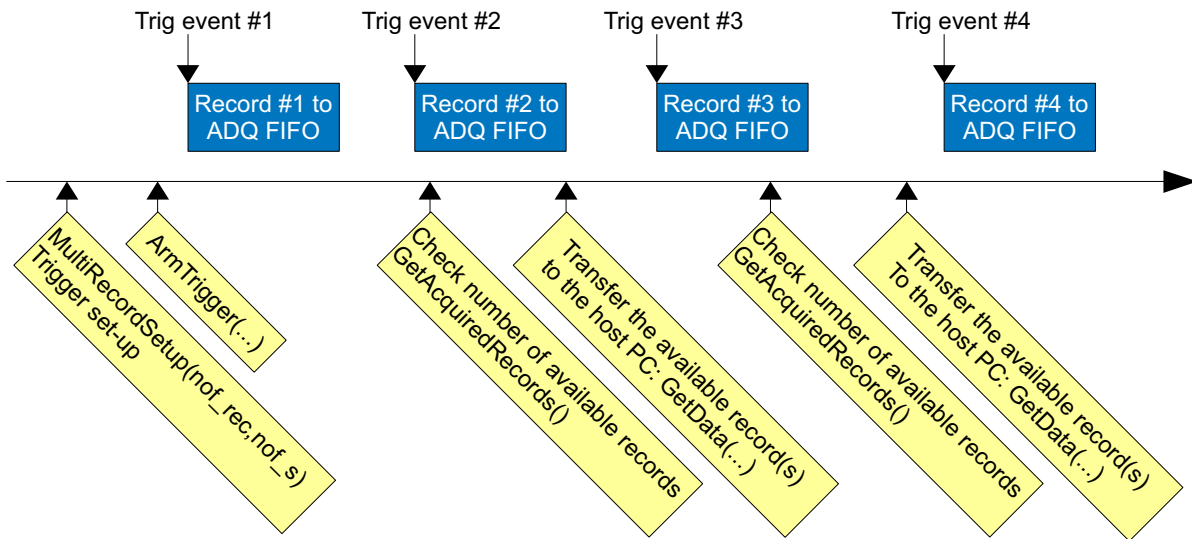 Trig event #1
Trig event #2
Trig event #3
Trig event #4
Record #1 to
ADQ FIFO
Record #2 to
ADQ FIFO
Record #3 to
ADQ FIFO
Record #4 to
ADQ FIFO
MultiRecordSetup(nof_rec,nof_s)
Trigger set-up
ArmTrigger(...)
Check number of available records
GetAcquiredRecords()
Transfer the available record(s)
to the host PC: GetData(...)
Check number of available records
GetAcquiredRecords()
Transfer the available record(s)
To the host PC: GetData(...)